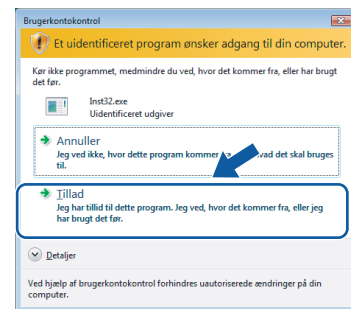 Brugerkontokontrol
Et uidentificeret program ønsker adgang til din computer.
Kør ikke programmet, medmindre du ved, hvor det kommer fra, eller har brugt
det før.
Inst32.exe
Uidentificeret udgiver
Annuller
Jeg ved ikke, hvor dette program kommer det skal bruges
til.
Tillad
Jeg har tillid til dette program. Jeg ved, hvor det kommer fra, eller jeg
har brugt det før.
Detaljer
Ved hjælp af brugerkontokontrol forhindres uautoriserede ændringer på din
computer.